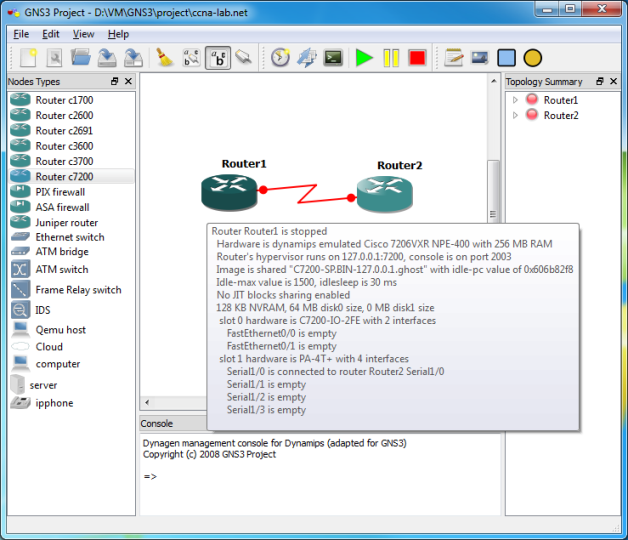 GNS3 Project - D:\VM\GNS3\project\ccna-lab.net
File Edit View Help
Nodes Types
Topology Summary
Router c1700
Router c2600
Router c2691
Router c3600
Router c3700
Router c7200
PIX firewall
ASA firewall
Juniper router
Ethernet switch
ATM bridge
ATM switch
Frame Relay switch
IDS
Qemu host
Cloud
computer
server
ipphone
Router1
Router2
Router1
Router2
Router Router1 is stopped
Hardware is dynamips emulated Cisco 7206VXR NPE-400 with 256 MB RAM
Router's hypervisor runs on 127.0.0.1:7200, console is on port 2003
Image is shared "C7200-SP.BIN-127.0.0.1.ghost" with idle-pc value of 0x606b82f8
Idle-max value is 1500, idlesleep is 30 ms
No JIT blocks sharing enabled
128 KB NVRAM, 64 MB disk0 size, 0 MB disk1 size
slot 0 hardware is C7200-IO-2FE with 2 interfaces
FastEthernet0/0 is empty
FastEthernet0/1 is empty
slot 1 hardware is PA-4T+ with 4 interfaces
Serial1/0 is connected to router Router2 Serial1/0
Serial1/1 is empty
Serial1/2 is empty
Serial1/3 is empty
Console
Dynagen management console for Dynamips (adapted for GNS3)
Copyright (c) 2008 GNS3 Project
=>